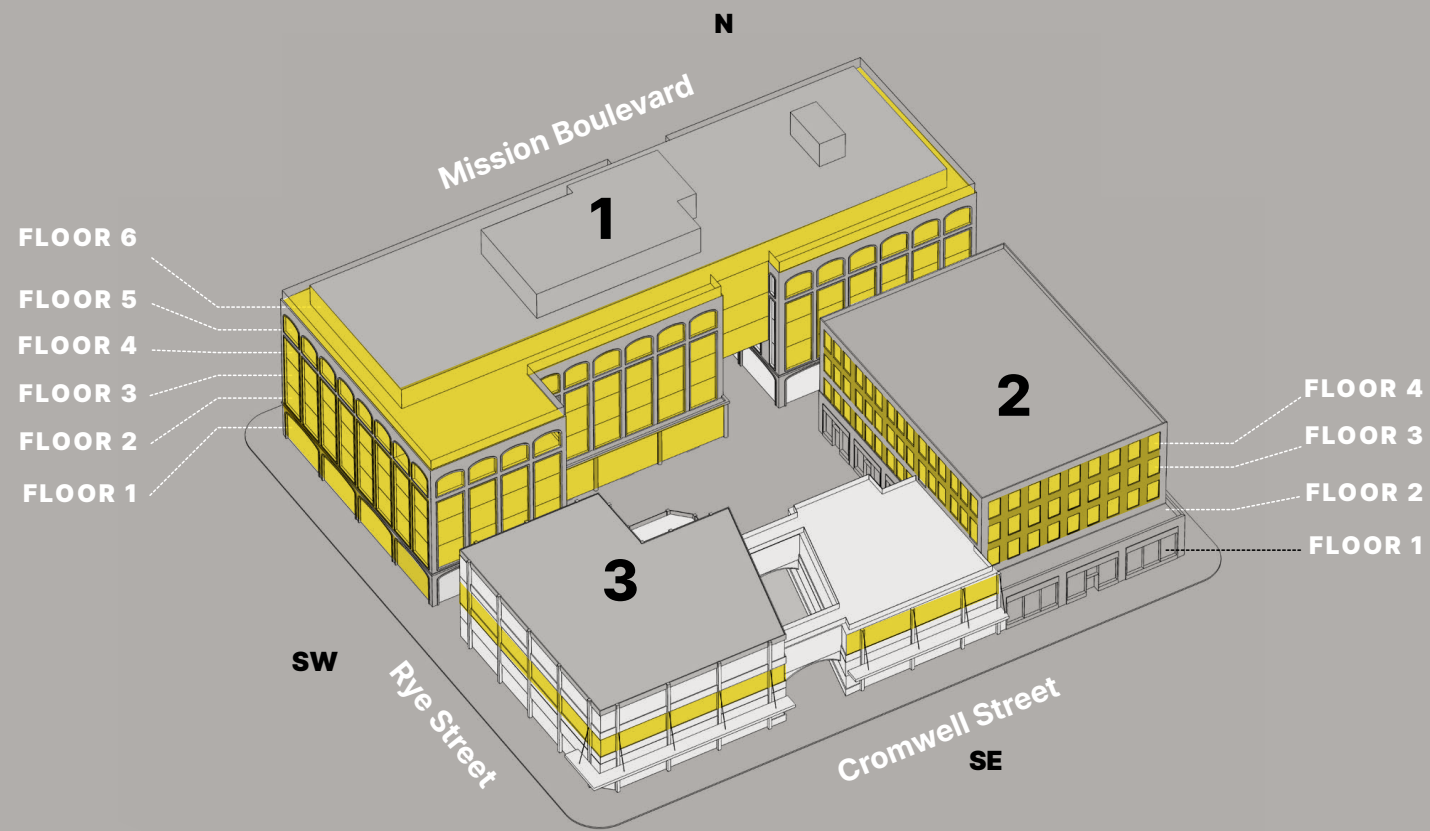 N
Mission Boulevard
1
FLOOR 6
FLOOR 5
FLOOR 4
FLOOR 3
FLOOR 2
FLOOR 1
2
FLOOR 4
FLOOR 3
FLOOR 2
FLOOR 1
3
SW
Rye Street
Cromwell Street
SE